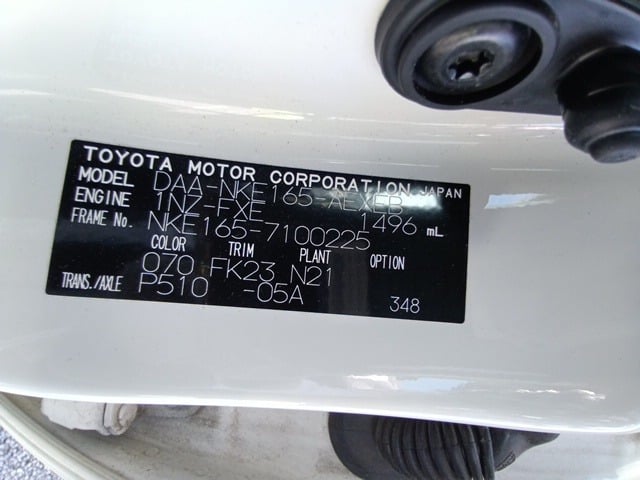 TOYOTA MOTOR CORPORATION JAPAN
MODEL DAA-NKE165-AEXEB
ENGINE 1NZ-FXE 1496 mL
FRAME No. NKE165-7100225
COLOR TRIM PLANT OPTION
070 FK23 N21
TRANS./AXLE P510 -05A 348